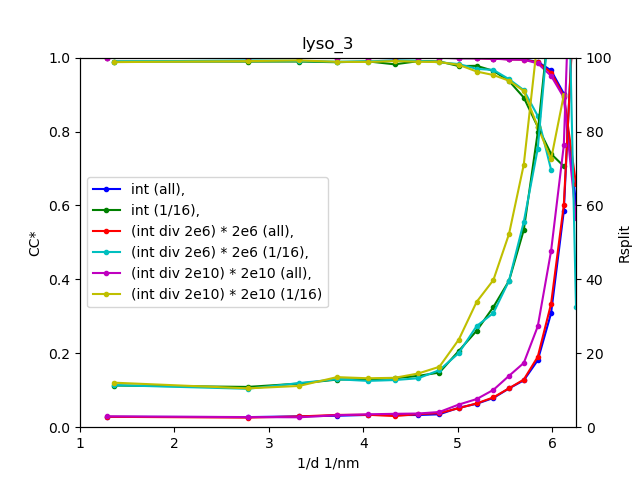 lyso_3
1.0
0.8
0.6
0.4
0.2
0.0
CC*
100
80
60
40
20
0
Rsplit
int (all),
int (1/16),
(int div 2e6) * 2e6 (all),
(int div 2e6) * 2e6 (1/16),
(int div 2e10) * 2e10 (all),
(int div 2e10) * 2e10 (1/16)
1 2 3 4 5 6
1/d 1/nm